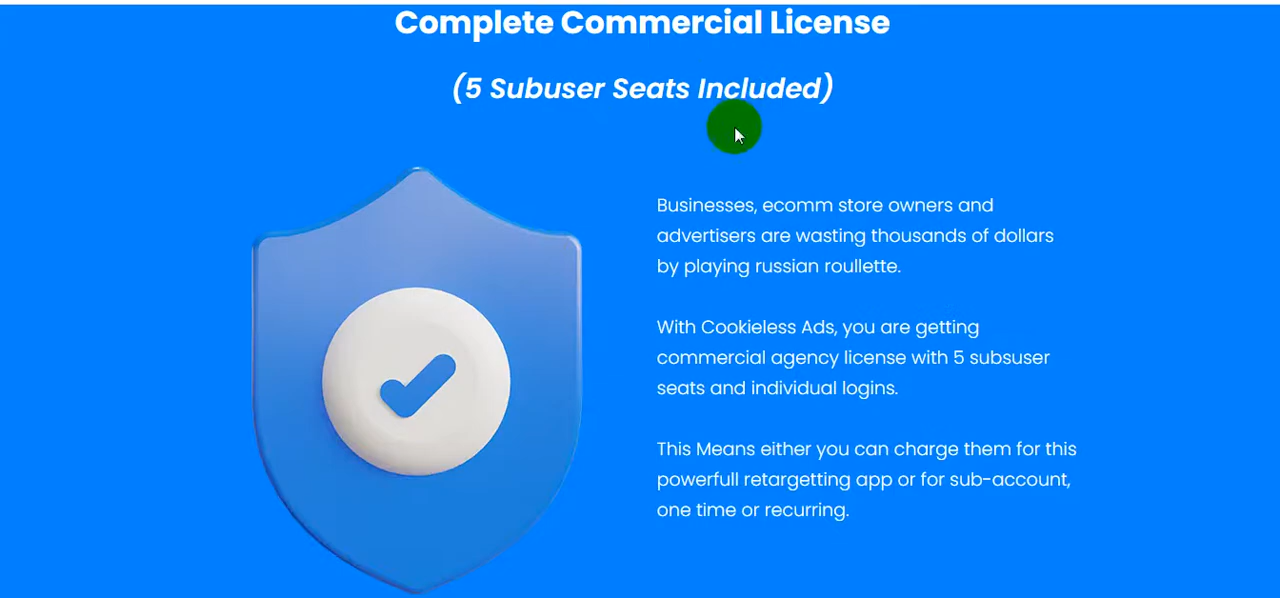 Complete Commercial License
(5 Subuser Seats Included)
Businesses, ecomm store owners and
advertisers are wasting thousands of dollars
by playing russian roullette.
With Cookieless Ads, you are getting
commercial agency license with 5 subsuser
seats and individual logins.
This Means either you can charge them for this
powerfull retargetting app or for sub-account,
one time or recurring.